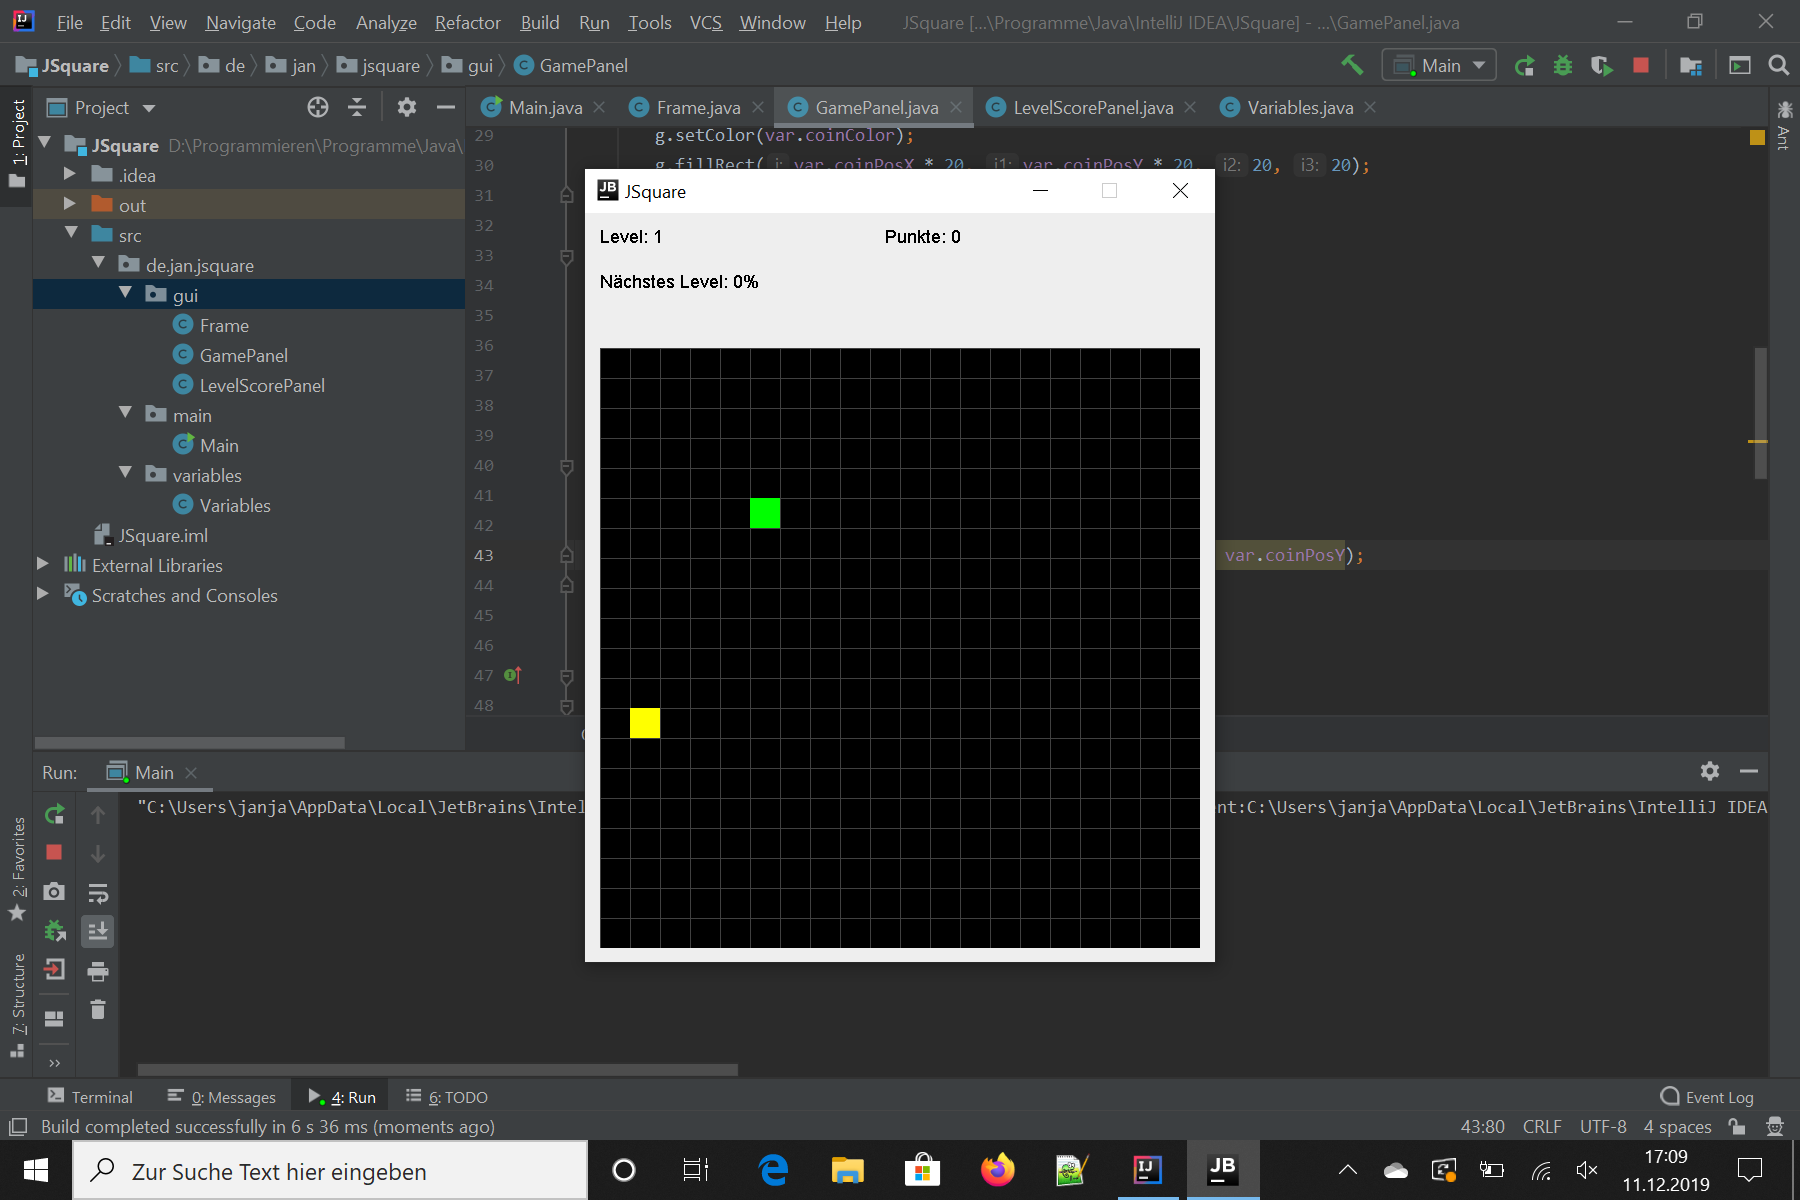 File Edit View Navigate Code Analyze Refactor Build Run Tools VCS Window Help JSquare [...\Programme\Java\IntelliJ IDEA\JSquare] - ...\GamePanel.java
JSquare src de jan jsquare gui GamePanel Main
1: Project
Project
Main.java Frame.java GamePanel.java LevelScorePanel.java Variables.java
Ant
JSquare D:\Programmieren\Programme\Java\
.idea
out
src
de.jan.jsquare
gui
Frame
GamePanel
LevelScorePanel
main
Main
variables
Variables
JSquare.iml
External Libraries
Scratches and Consoles
29 g.setColor(var.coinColor);
30 g.fillRect( i: var.coinPosX * 20, i1: var.coinPosY * 20, i2: 20, i3: 20);
31
32
33
34
35
36
37
38
39
40
41
42
43 var.coinPosY);
44
45
46
47
48
JSquare
Level: 1 Punkte: 0
Nächstes Level: 0%
Run: Main
"C:\Users\janja\AppData\Local\JetBrains\Intel nt:C:\Users\janja\AppData\Local\JetBrains\IntelliJ IDEA
2: Favorites
7: Structure
Terminal 0: Messages 4: Run 6: TODO Event Log
Build completed successfully in 6 s 36 ms (moments ago) 43:80 CRLF UTF-8 4 spaces
Zur Suche Text hier eingeben
IJ
JB
17:09
11.12.2019